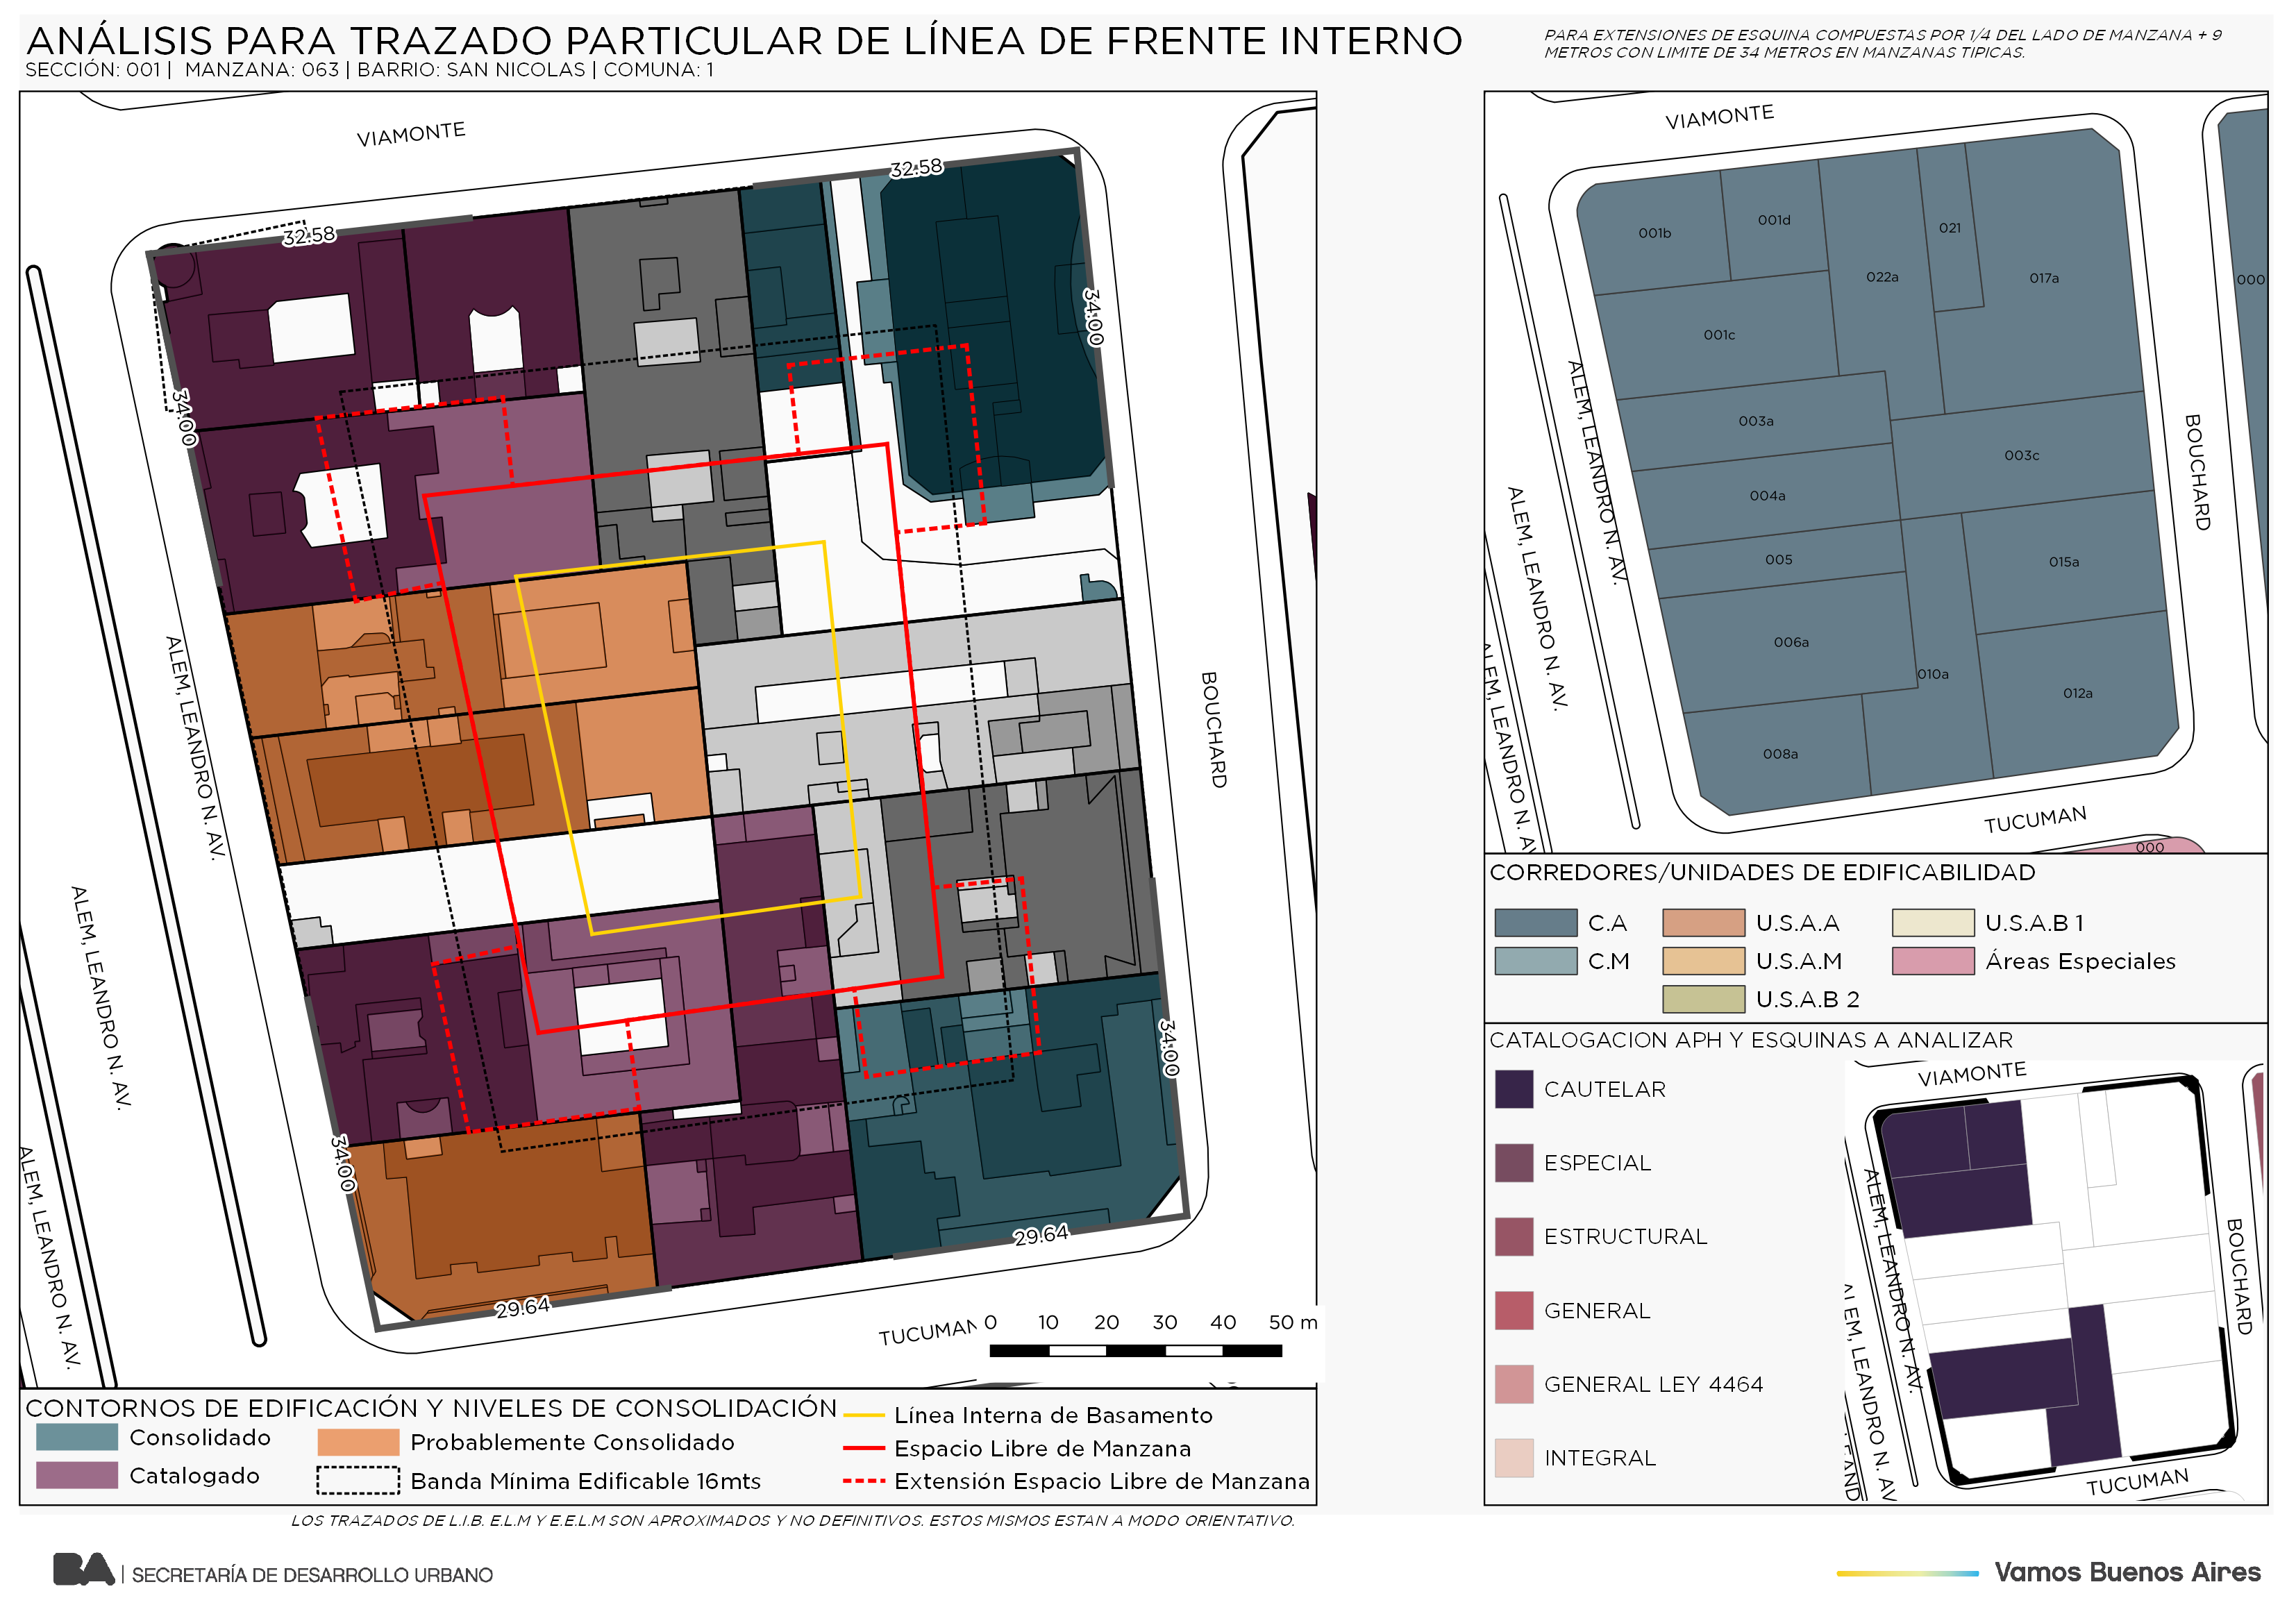 ANÁLISIS PARA TRAZADO PARTICULAR DE LÍNEA DE FRENTE INTERNO
SECCIÓN: 001 | MANZANA: 063 | BARRIO: SAN NICOLAS | COMUNA: 1
PARA EXTENSIONES DE ESQUINA COMPUESTAS POR 1/4 DEL LADO DE MANZANA + 9
METROS CON LIMITE DE 34 METROS EN MANZANAS TIPICAS.
VIAMONTE
32.58
32.58
34.00
34.00
ALEM, LEANDRO N. AV.
ALEM, LEANDRO N. AV.
ALEM, LEANDRO N. AV.
BOUCHARD
34.00
34.00
29.64
29.64
TUCUMAN
0 10 20 30 40 50 m
CONTORNOS DE EDIFICACIÓN Y NIVELES DE CONSOLIDACIÓN
Consolidado
Catalogado
Probablemente Consolidado
Banda Mínima Edificable 16mts
Línea Interna de Basamento
Espacio Libre de Manzana
Extensión Espacio Libre de Manzana
LOS TRAZADOS DE L.I.B. E.L.M Y E.E.L.M SON APROXIMADOS Y NO DEFINITIVOS. ESTOS MISMOS ESTAN A MODO ORIENTATIVO.
VIAMONTE
001b
001d
021
022a
017a
000
001c
003a
003c
004a
005
015a
006a
010a
012a
008a
ALEM, LEANDRO N. AV.
ALEM, LEANDRO N. AV.
ALEM, LEANDRO N. AV.
BOUCHARD
TUCUMAN
000
CORREDORES/UNIDADES DE EDIFICABILIDAD
C.A
C.M
U.S.A.A
U.S.A.M
U.S.A.B 2
U.S.A.B 1
Áreas Especiales
CATALOGACION APH Y ESQUINAS A ANALIZAR
CAUTELAR
ESPECIAL
ESTRUCTURAL
GENERAL
GENERAL LEY 4464
INTEGRAL
VIAMONTE
ALEM, LEANDRO N. AV.
ALEM, LEANDRO N. AV
BOUCHARD
TUCUMAN
BA | SECRETARÍA DE DESARROLLO URBANO
Vamos Buenos Aires